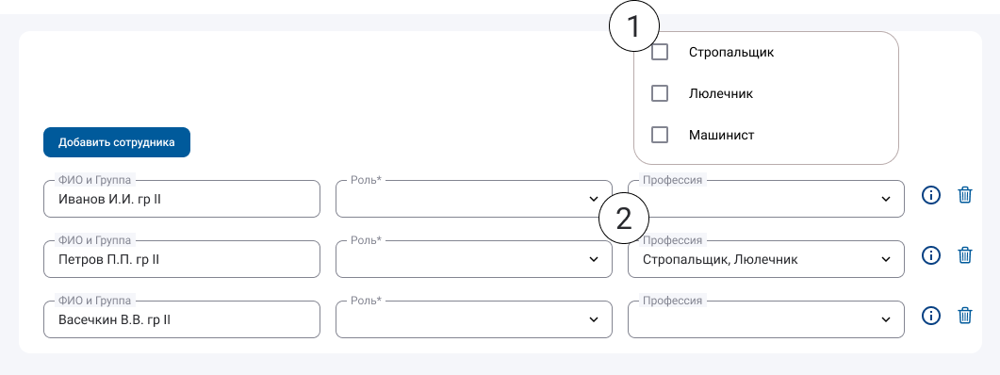 1
Стропальщик
Люлечник
Машинист
Добавить сотрудника
ФИО и Группа Роль* Профессия
Иванов И.И. гр II
2
ФИО и Группа Роль* Профессия
Петров П.П. гр II Стропальщик, Люлечник
ФИО и Группа Роль* Профессия
Васечкин В.В. гр II